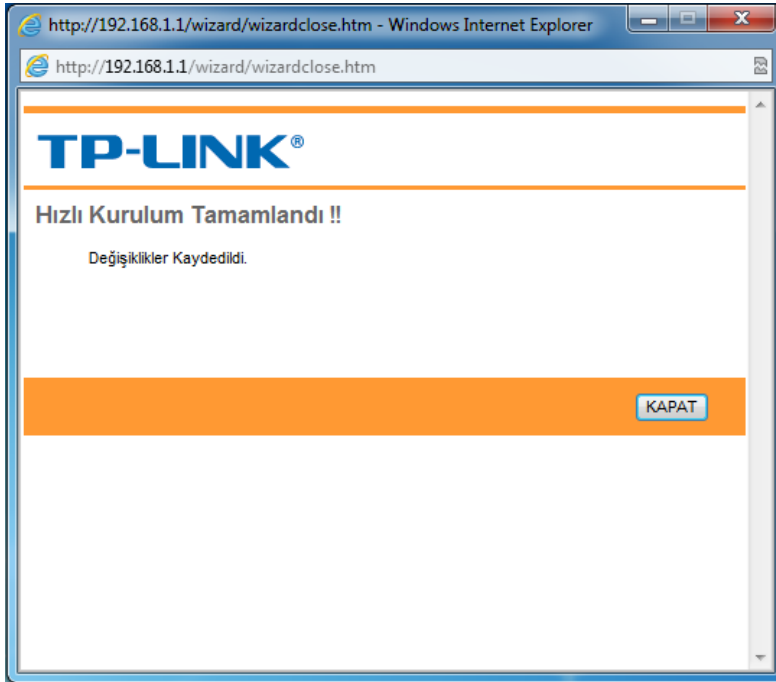 http://192.168.1.1/wizard/wizardclose.htm - Windows Internet Explorer
http://192.168.1.1/wizard/wizardclose.htm
TP-LINK®
Hızlı Kurulum Tamamlandı !!
Değişiklikler Kaydedildi.
KAPAT